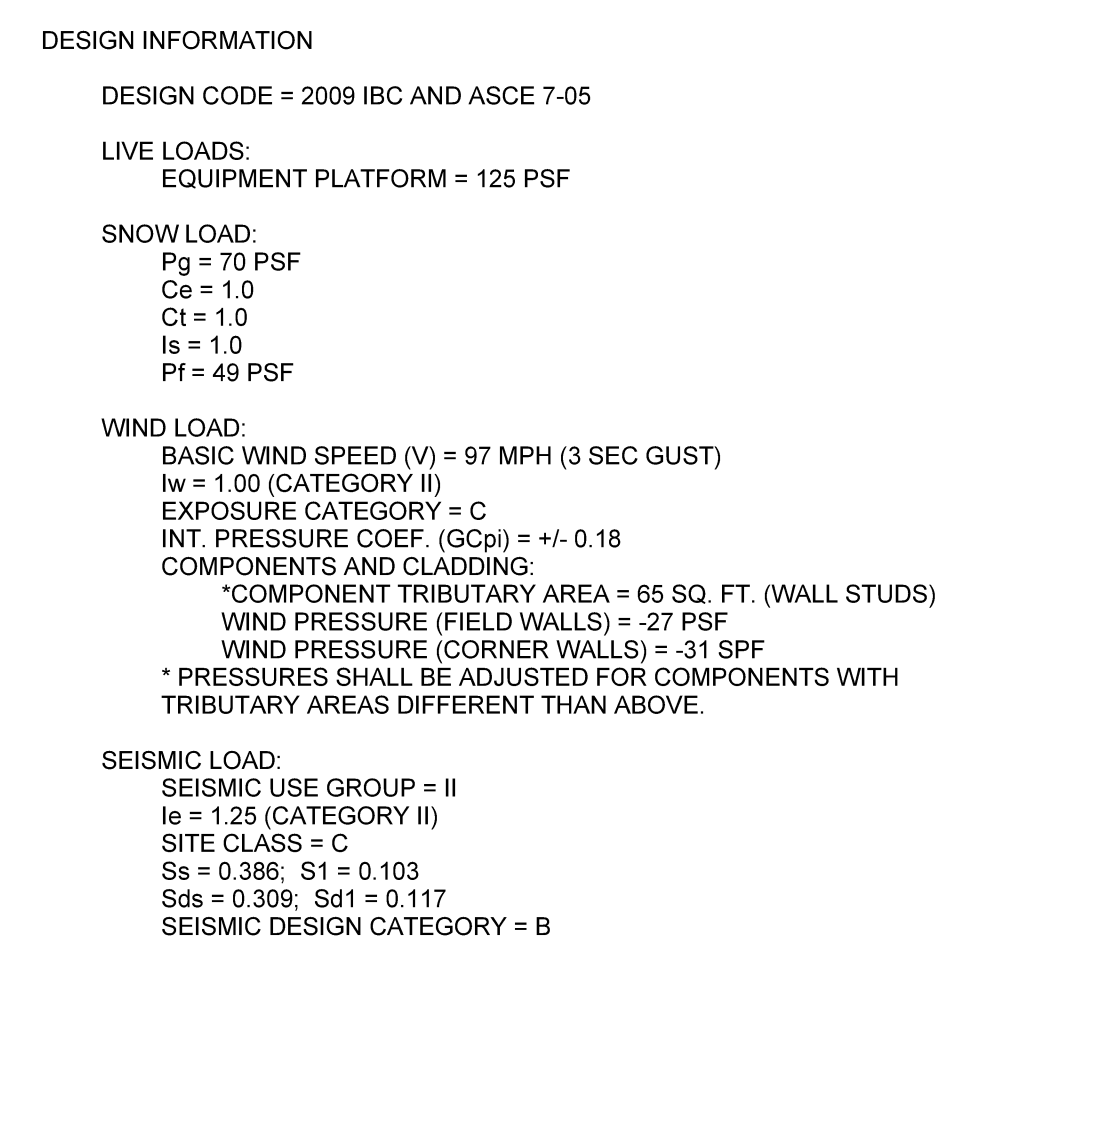 DESIGN INFORMATION
DESIGN CODE = 2009 IBC AND ASCE 7-05
LIVE LOADS:
EQUIPMENT PLATFORM = 125 PSF
SNOW LOAD:
Pg = 70 PSF
Ce = 1.0
Ct = 1.0
Is = 1.0
Pf = 49 PSF
WIND LOAD:
BASIC WIND SPEED (V) = 97 MPH (3 SEC GUST)
Iw = 1.00 (CATEGORY II)
EXPOSURE CATEGORY = C
INT. PRESSURE COEF. (GCpi) = +/- 0.18
COMPONENTS AND CLADDING:
*COMPONENT TRIBUTARY AREA = 65 SQ. FT. (WALL STUDS)
WIND PRESSURE (FIELD WALLS) = -27 PSF
WIND PRESSURE (CORNER WALLS) = -31 SPF
* PRESSURES SHALL BE ADJUSTED FOR COMPONENTS WITH
TRIBUTARY AREAS DIFFERENT THAN ABOVE.
SEISMIC LOAD:
SEISMIC USE GROUP = II
Ie = 1.25 (CATEGORY II)
SITE CLASS = C
Ss = 0.386;  S1 = 0.103
Sds = 0.309;  Sd1 = 0.117
SEISMIC DESIGN CATEGORY = B